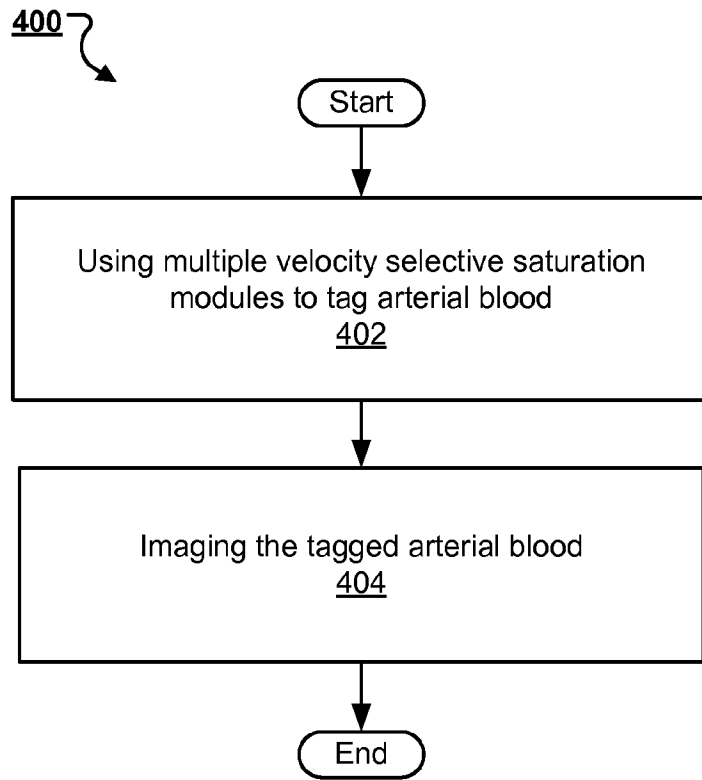 400
Start
Using multiple velocity selective saturation
modules to tag arterial blood
402
Imaging the tagged arterial blood
404
End